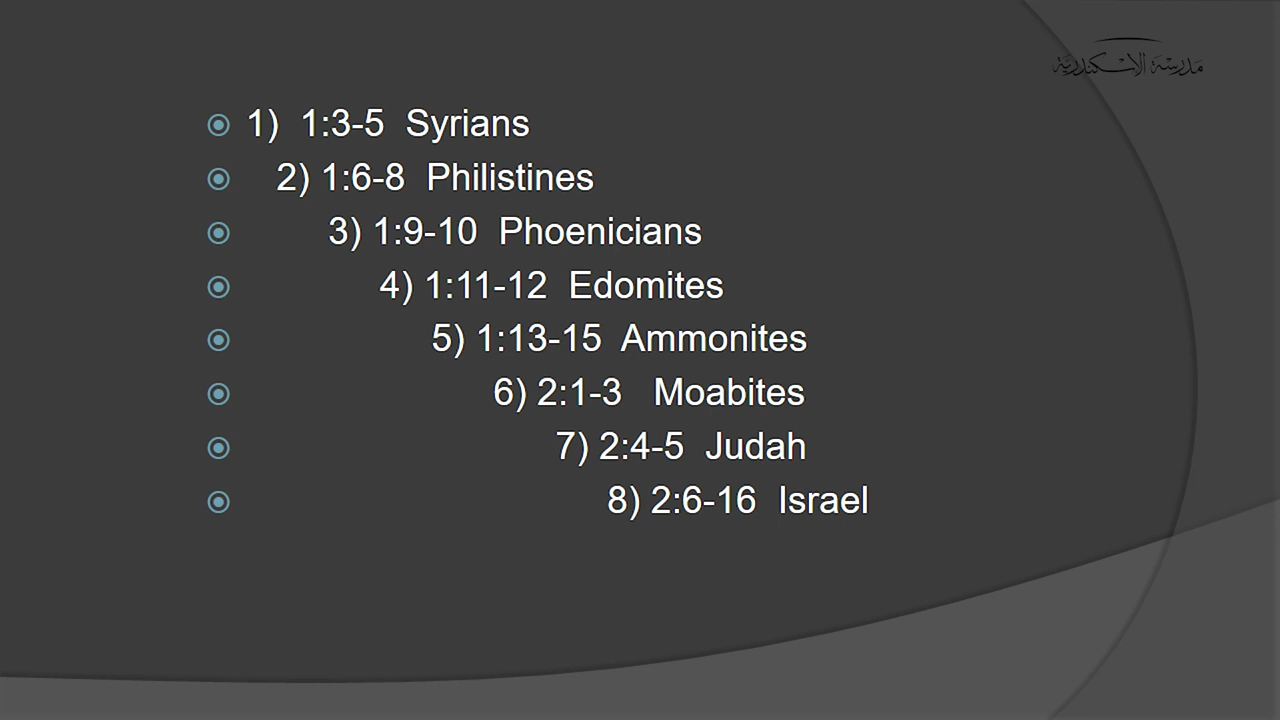 مدرسة الإسكندرية
1) 1:3-5 Syrians
2) 1:6-8 Philistines
3) 1:9-10 Phoenicians
4) 1:11-12 Edomites
5) 1:13-15 Ammonites
6) 2:1-3 Moabites
7) 2:4-5 Judah
8) 2:6-16 Israel